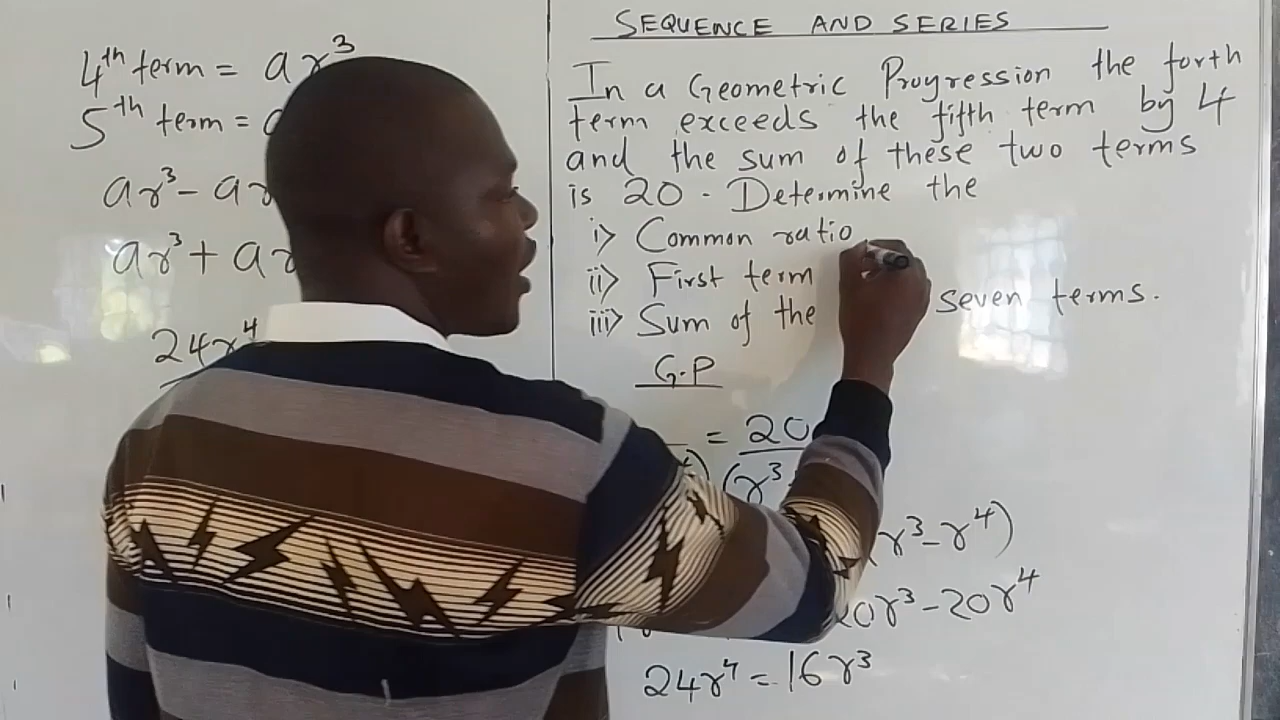 4th term = ar³
5th term =
ar³ - ar
ar³ + ar
24r⁴
SEQUENCE AND SERIES
In a Geometric Progression the forth
term exceeds the fifth term by 4
and the sum of these two terms
is 20. Determine the
i) Common ratio
ii) First term
iii) Sum of the seven terms.
G.P
= 20
(r³
r³ - r⁴)
20r³ - 20r⁴
24r⁴ = 16r³